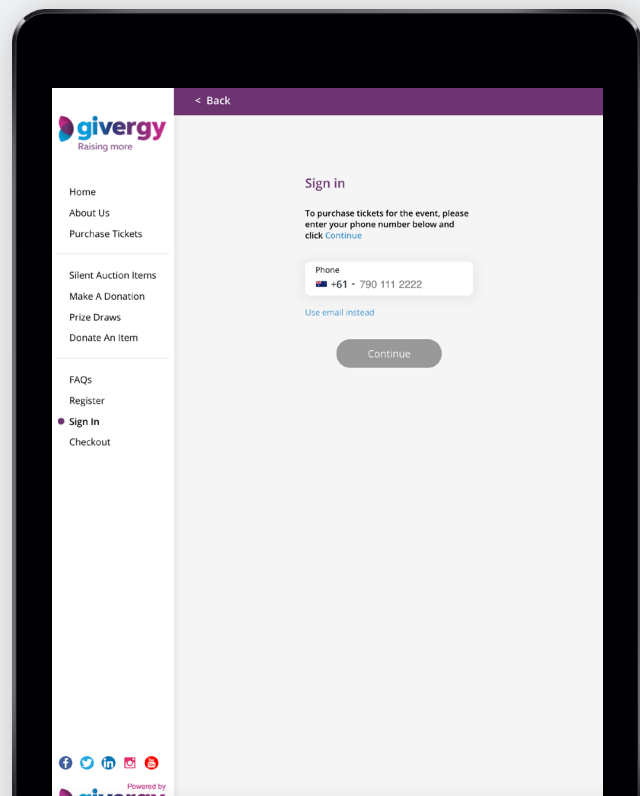 < Back
givergy
Raising more
Home
About Us
Purchase Tickets
Silent Auction Items
Make A Donation
Prize Draws
Donate An Item
FAQs
Register
Sign In
Checkout
Sign in
To purchase tickets for the event, please
enter your phone number below and
click Continue
Phone
+61 - 790 111 2222
Use email instead
Continue
Powered by
givergy